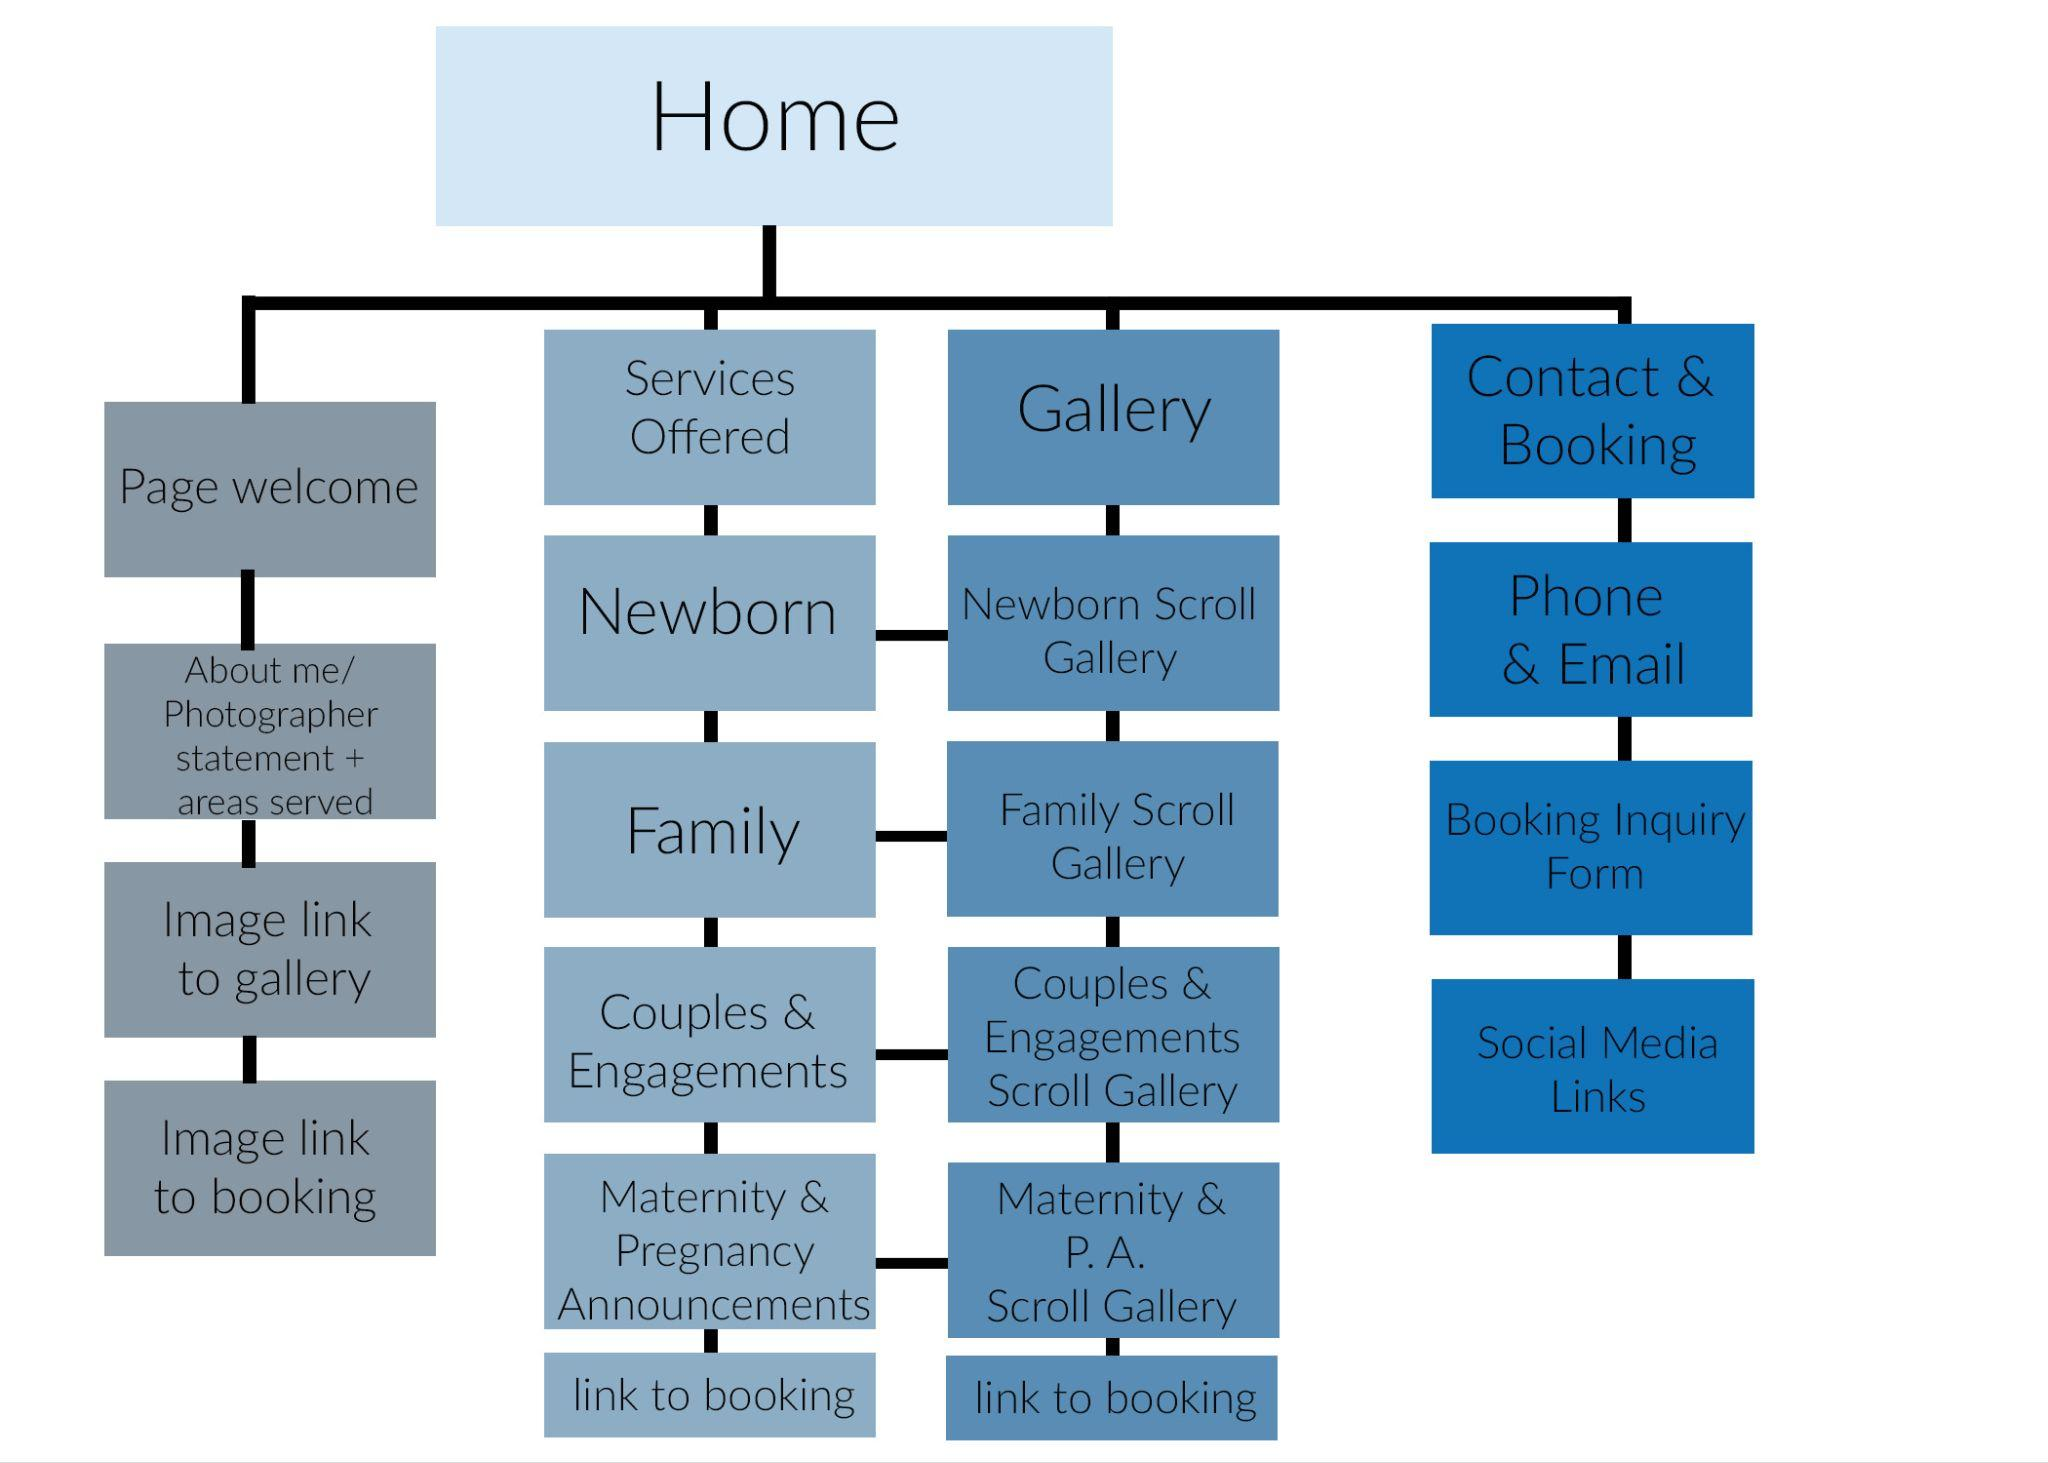 Home
Page welcome
About me/
Photographer
statement +
areas served
Image link
to gallery
Image link
to booking
Services
Offered
Newborn
Family
Couples &
Engagements
Maternity &
Pregnancy
Announcements
link to booking
Gallery
Newborn Scroll
Gallery
Family Scroll
Gallery
Couples &
Engagements
Scroll Gallery
Maternity &
P. A.
Scroll Gallery
link to booking
Contact &
Booking
Phone
& Email
Booking Inquiry
Form
Social Media
Links